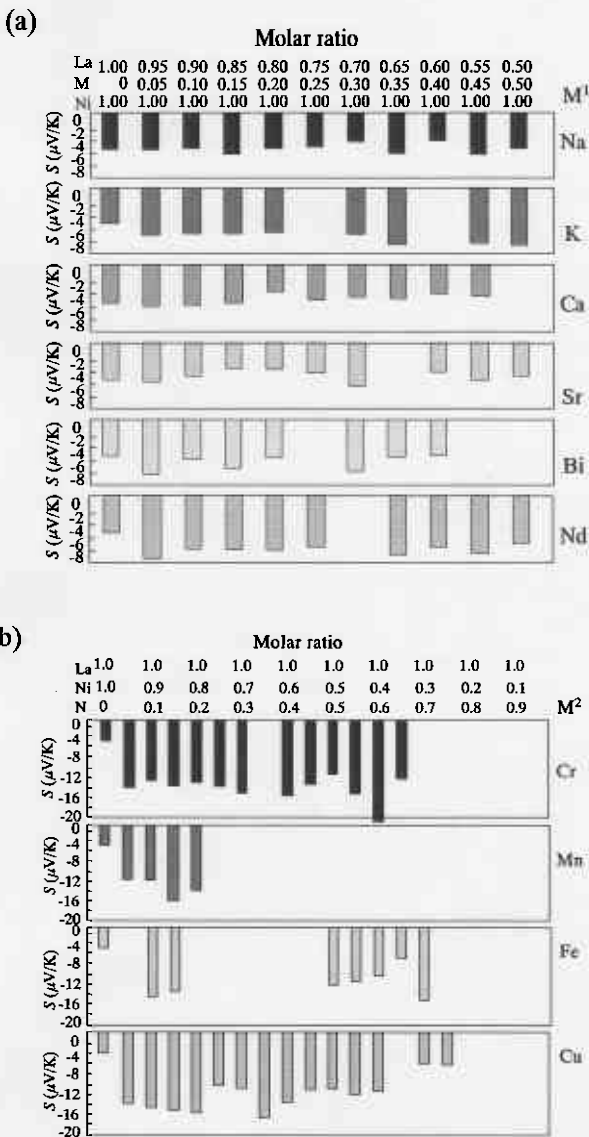 (a)
Molar ratio
La 1.00 0.95 0.90 0.85 0.80 0.75 0.70 0.65 0.60 0.55 0.50
M 0 0.05 0.10 0.15 0.20 0.25 0.30 0.35 0.40 0.45 0.50 M¹
Ni 1.00 1.00 1.00 1.00 1.00 1.00 1.00 1.00 1.00 1.00 1.00
S (μV/K) 0 -2 -4 -6 -8 Na
S (μV/K) 0 -2 -4 -6 -8 K
S (μV/K) 0 -2 -4 -6 -8 Ca
S (μV/K) 0 -2 -4 -6 -8 Sr
S (μV/K) 0 -2 -4 -6 -8 Bi
S (μV/K) 0 -2 -4 -6 -8 Nd
b)
Molar ratio
La 1.0 1.0 1.0 1.0 1.0 1.0 1.0 1.0 1.0 1.0
Ni 1.0 0.9 0.8 0.7 0.6 0.5 0.4 0.3 0.2 0.1
N 0 0.1 0.2 0.3 0.4 0.5 0.6 0.7 0.8 0.9 M²
S (μV/K) 0 -4 -8 -12 -16 -20 Cr
S (μV/K) 0 -4 -8 -12 -16 -20 Mn
S (μV/K) 0 -4 -8 -12 -16 -20 Fe
S (μV/K) 0 -4 -8 -12 -16 -20 Cu